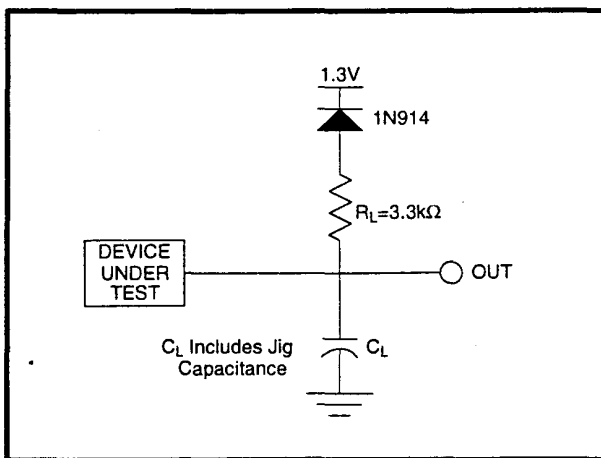 1.3V
1N914
R_L=3.3kΩ
DEVICE
UNDER
TEST
OUT
C_L Includes Jig
Capacitance
C_L